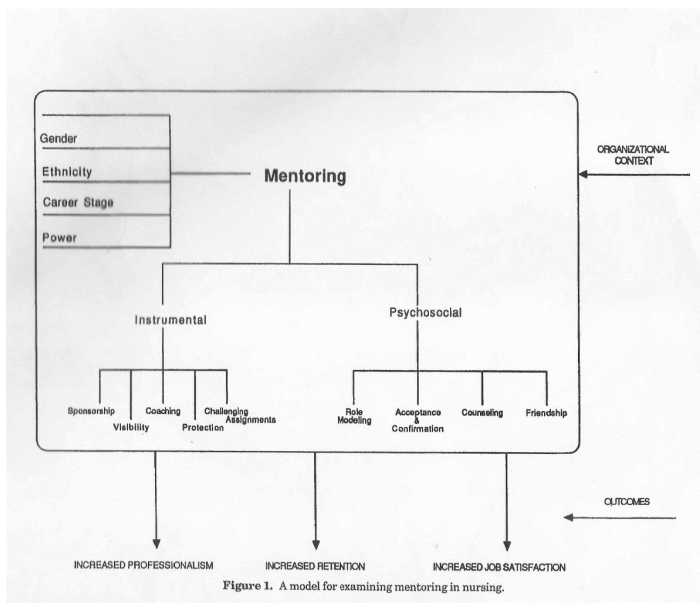 Gender
Ethnicity
Career Stage
Power
Mentoring
ORGANIZATIONAL
CONTEXT
Instrumental
Psychosocial
Sponsorship
Visibility
Coaching
Protection
Challenging
Assignments
Role
Modeling
Acceptance
&
Confirmation
Counseling
Friendship
OUTCOMES
INCREASED PROFESSIONALISM
INCREASED RETENTION
INCREASED JOB SATISFACTION
Figure 1. A model for examining mentoring in nursing.